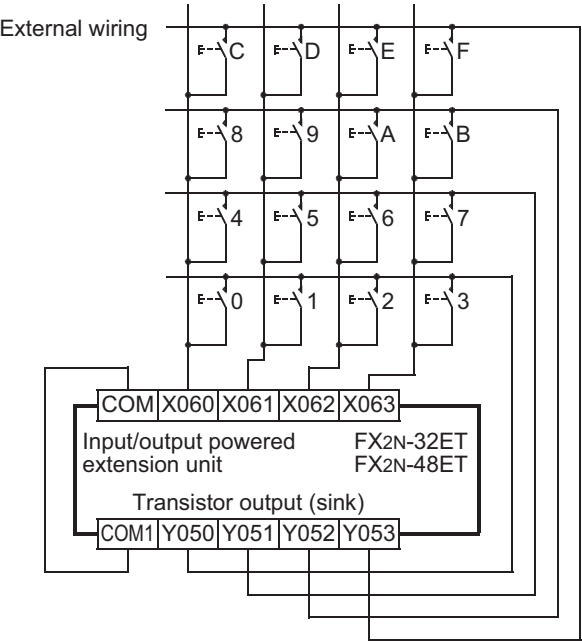 External wiring
C D E F
8 9 A B
4 5 6 7
0 1 2 3
COM X060 X061 X062 X063
Input/output powered FX2N-32ET
extension unit FX2N-48ET
Transistor output (sink)
COM1 Y050 Y051 Y052 Y053